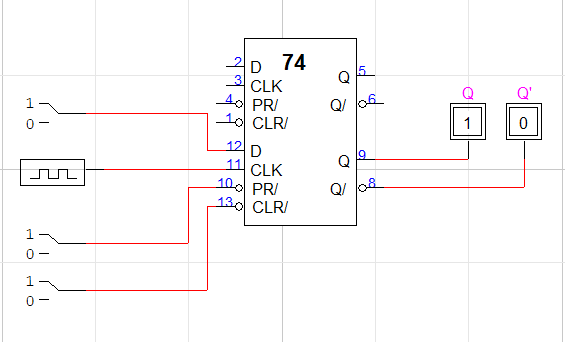 74
2 D Q 5
3 CLK
4 PR/ Q/ 6
1 CLR/
12 D
11 CLK Q 9
10 PR/ Q/ 8
13 CLR/
Q Q'
1 0
1
0
1
0
1
0